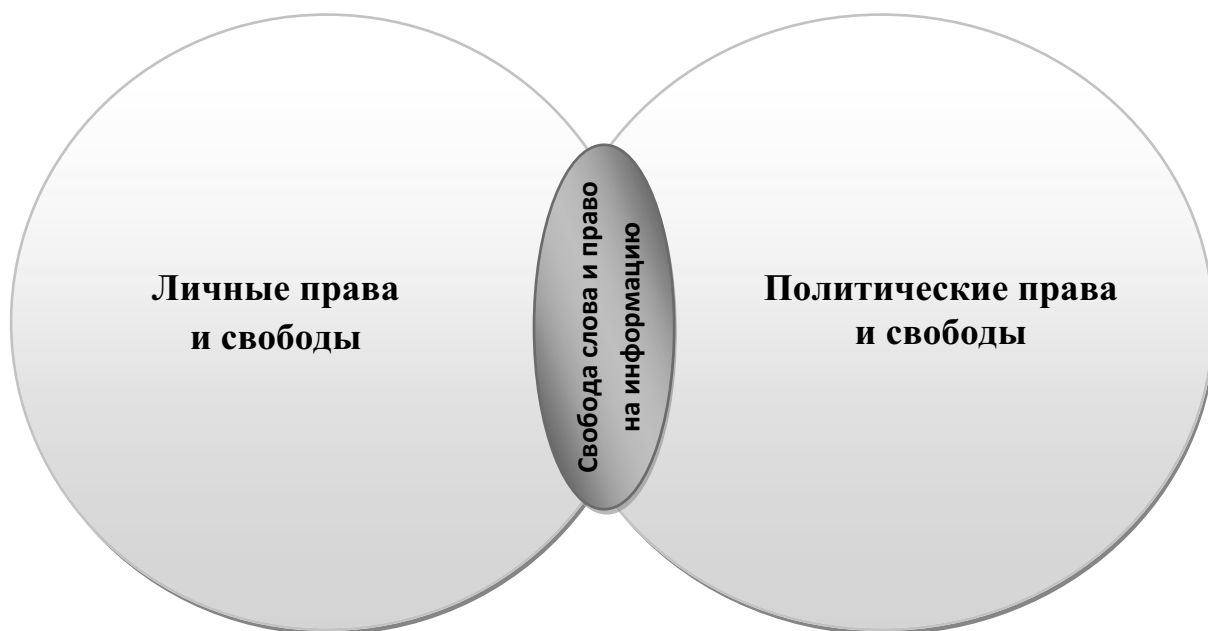 Личные права
и свободы
Свобода слова и право
на информацию
Политические права
и свободы